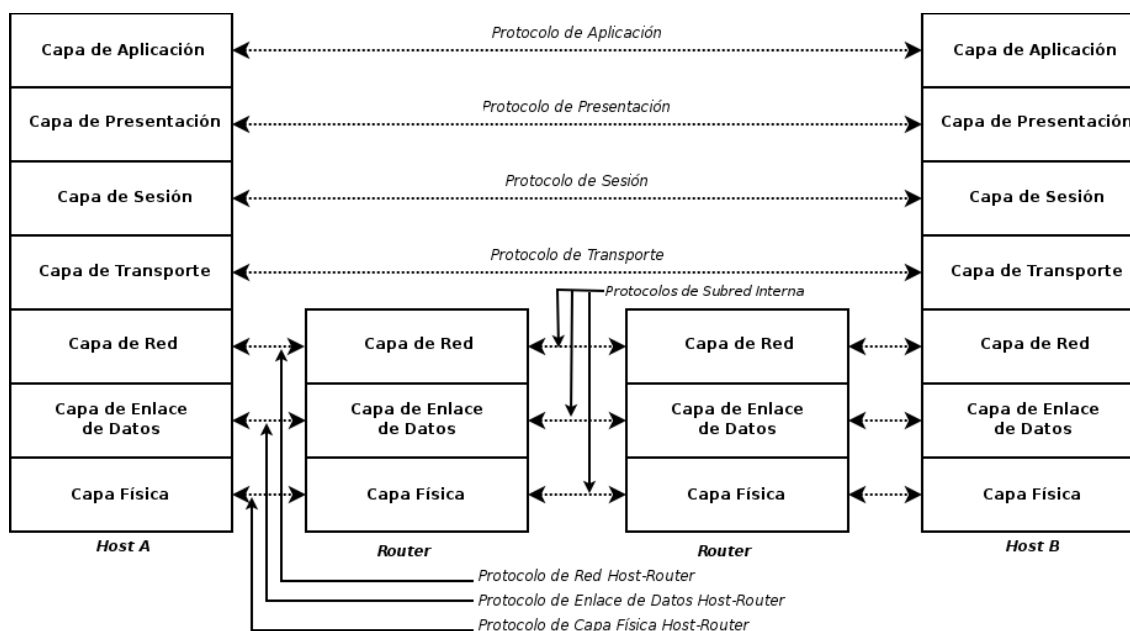 Protocolo de Aplicación
Capa de Aplicación
Capa de Aplicación
Protocolo de Presentación
Capa de Presentación
Capa de Presentación
Protocolo de Sesión
Capa de Sesión
Capa de Sesión
Protocolo de Transporte
Capa de Transporte
Capa de Transporte
Protocolos de Subred Interna
Capa de Red
Capa de Red
Capa de Red
Capa de Red
Capa de Enlace
de Datos
Capa de Enlace
de Datos
Capa de Enlace
de Datos
Capa de Enlace
de Datos
Capa Física
Capa Física
Capa Física
Capa Física
Host A
Router
Router
Host B
Protocolo de Red Host-Router
Protocolo de Enlace de Datos Host-Router
Protocolo de Capa Física Host-Router